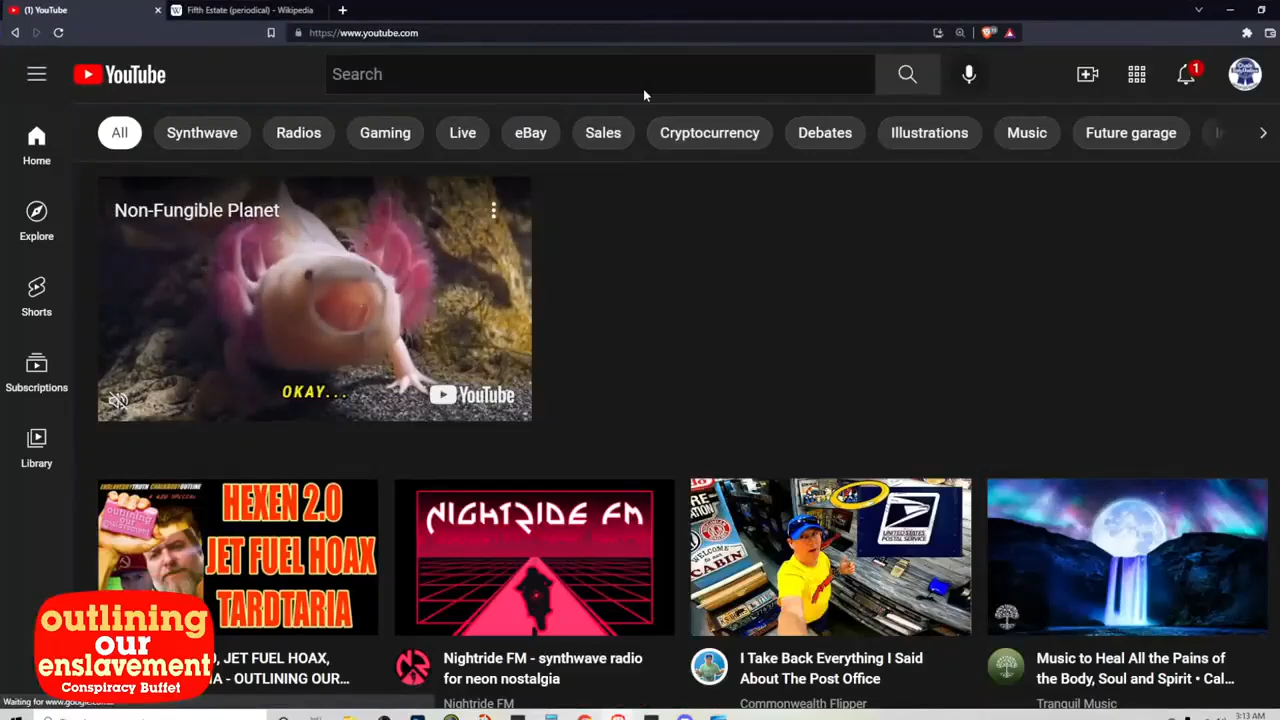 (1) YouTube
Fifth Estate (periodical) - Wikipedia
https://www.youtube.com
YouTube
Search
1
All
Synthwave
Radios
Gaming
Live
eBay
Sales
Cryptocurrency
Debates
Illustrations
Music
Future garage
Home
Explore
Shorts
Subscriptions
Library
Non-Fungible Planet
OKAY...
YouTube
HEXEN 2.0
JET FUEL HOAX
TARDTARIA
NIGHTRIDE FM
UNITED STATES
POSTAL SERVICE
WELCOME
CABIN
outlining
our
enslavement
Conspiracy Buffet
, JET FUEL HOAX,
- OUTLINING OUR...
Nightride FM - synthwave radio
for neon nostalgia
Nightride FM
I Take Back Everything I Said
About The Post Office
Commonwealth Flipper
Music to Heal All the Pains of
the Body, Soul and Spirit • Cal...
Tranquil Music
Waiting for www.google.com...
3:13 AM